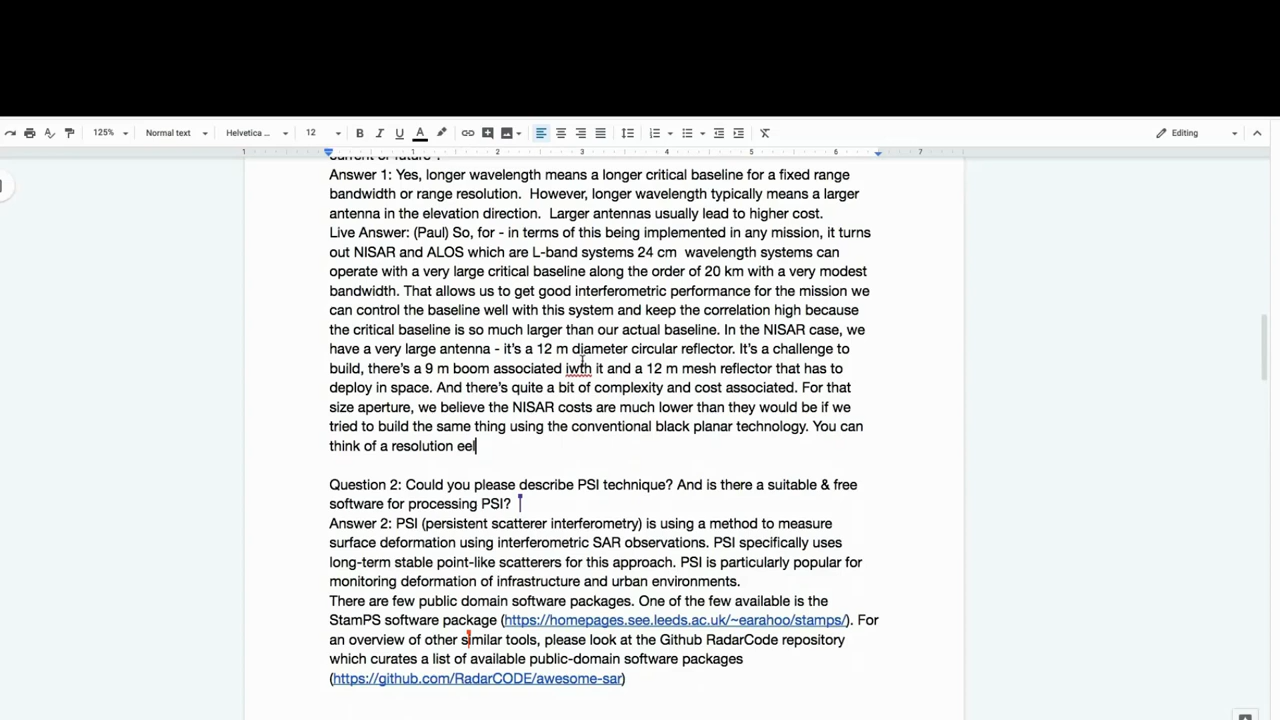 125%
Normal text
Helvetica ...
12
B I U A
Editing
1 1 2 3 4 5 6 7
Answer 1: Yes, longer wavelength means a longer critical baseline for a fixed range
bandwidth or range resolution.  However, longer wavelength typically means a larger
antenna in the elevation direction.  Larger antennas usually lead to higher cost.
Live Answer: (Paul) So, for - in terms of this being implemented in any mission, it turns
out NISAR and ALOS which are L-band systems 24 cm  wavelength systems can
operate with a very large critical baseline along the order of 20 km with a very modest
bandwidth. That allows us to get good interferometric performance for the mission we
can control the baseline well with this system and keep the correlation high because
the critical baseline is so much larger than our actual baseline. In the NISAR case, we
have a very large antenna - it's a 12 m diameter circular reflector. It's a challenge to
build, there's a 9 m boom associated iwth it and a 12 m mesh reflector that has to
deploy in space. And there's quite a bit of complexity and cost associated. For that
size aperture, we believe the NISAR costs are much lower than they would be if we
tried to build the same thing using the conventional black planar technology. You can
think of a resolution eel
Question 2: Could you please describe PSI technique? And is there a suitable & free
software for processing PSI?
Answer 2: PSI (persistent scatterer interferometry) is using a method to measure
surface deformation using interferometric SAR observations. PSI specifically uses
long-term stable point-like scatterers for this approach. PSI is particularly popular for
monitoring deformation of infrastructure and urban environments.
There are few public domain software packages. One of the few available is the
StamPS software package (https://homepages.see.leeds.ac.uk/~earahoo/stamps/). For
an overview of other similar tools, please look at the Github RadarCode repository
which curates a list of available public-domain software packages
(https://github.com/RadarCODE/awesome-sar)